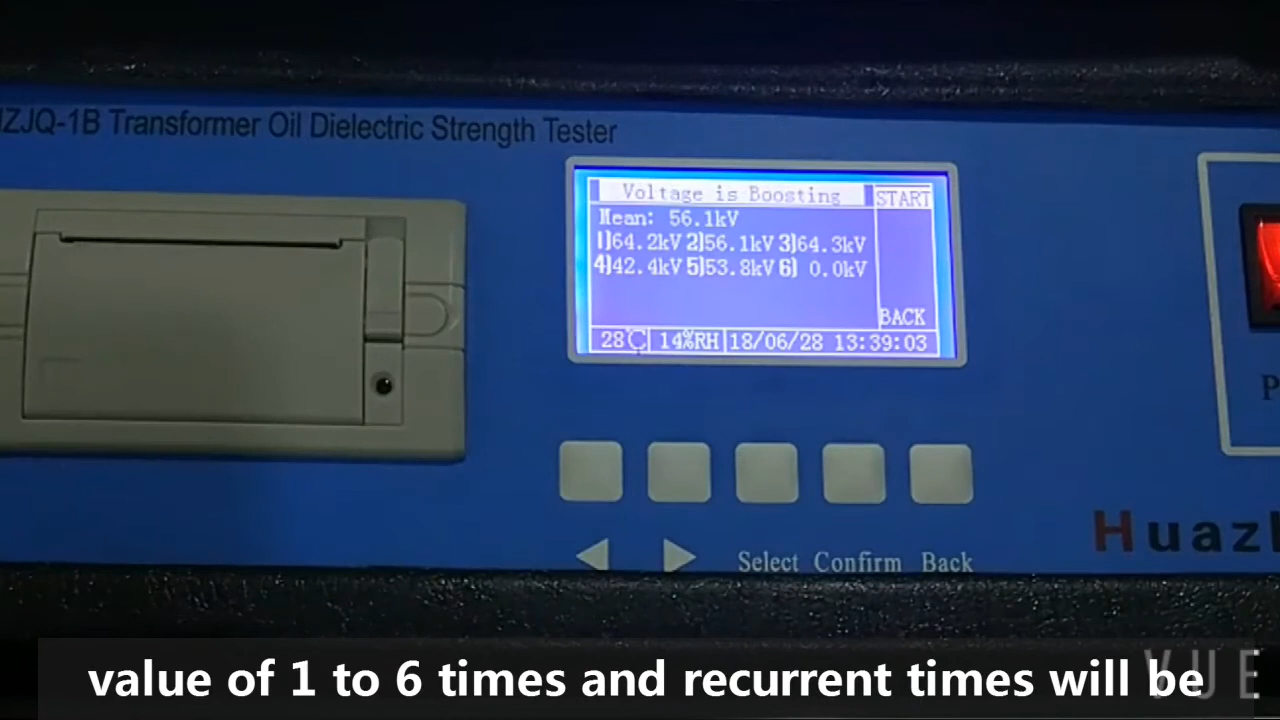 ZJQ-1B Transformer Oil Dielectric Strength Tester
Voltage is Boosting
START
Mean: 56.1kV
1)64.2kV 2)56.1kV 3)64.3kV
4)42.4kV 5)53.8kV 6) 0.0kV
BACK
28℃ 14%RH 18/06/28 13:39:03
P
Select Confirm Back
Huaz
value of 1 to 6 times and recurrent times will be
VUE